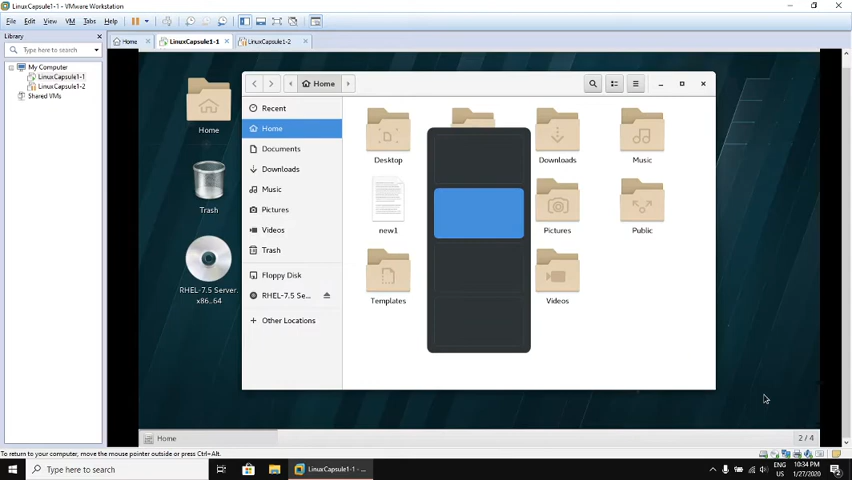 LinuxCapsule1-1 - VMware Workstation
File Edit View VM Tabs Help
Library
Type here to search
My Computer
LinuxCapsule1-1
LinuxCapsule1-2
Shared VMs
Home LinuxCapsule1-1 LinuxCapsule1-2
Home
Trash
RHEL-7.5 Server.
x86_64
Home
Recent
Home
Documents
Downloads
Music
Pictures
Videos
Trash
Floppy Disk
RHEL-7.5 Se...
Other Locations
Desktop
Downloads
Music
new1
Pictures
Public
Templates
Videos
Home
2 / 4
To return to your computer, move the mouse pointer outside or press Ctrl+Alt.
Type here to search
LinuxCapsule1-1 - ...
ENG
US
10:34 PM
1/27/2020